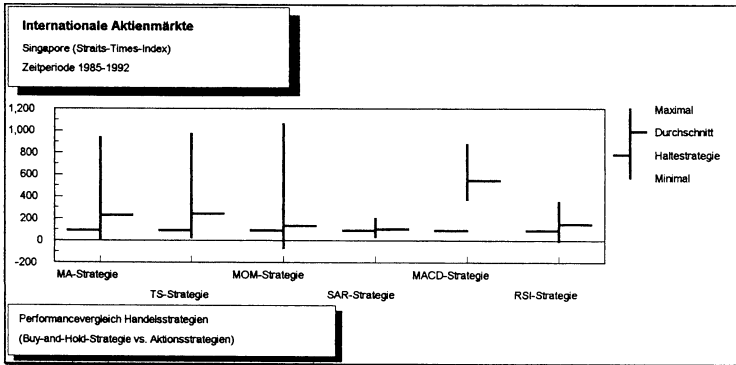 Internationale Aktienmärkte
Singapore (Straits-Times-Index)
Zeitperiode 1985-1992
1,200
1,000
800
600
400
200
0
-200
MA-Strategie
TS-Strategie
MOM-Strategie
SAR-Strategie
MACD-Strategie
RSI-Strategie
Maximal
Durchschnitt
Haltestrategie
Minimal
Performancevergleich Handelsstrategien
(Buy-and-Hold-Strategie vs. Aktionsstrategien)